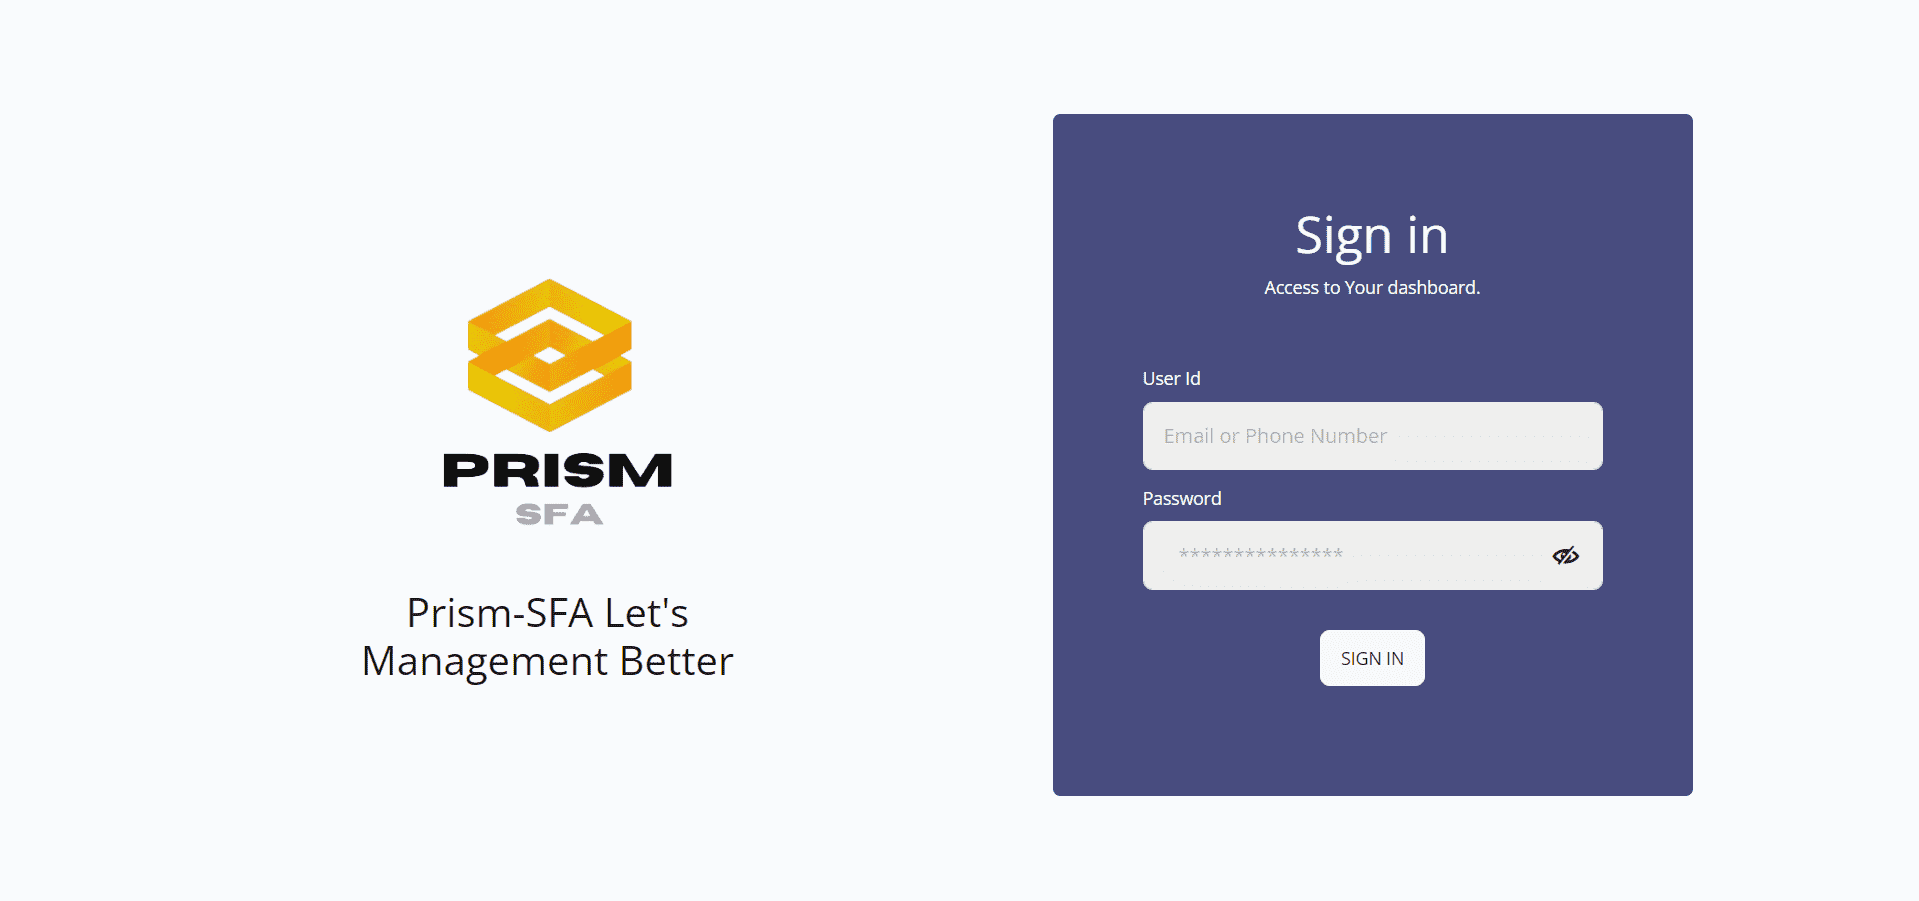 PRISM
SFA
Prism-SFA Let's
Management Better
Sign in
Access to Your dashboard.
User Id
Email or Phone Number
Password
***************
SIGN IN